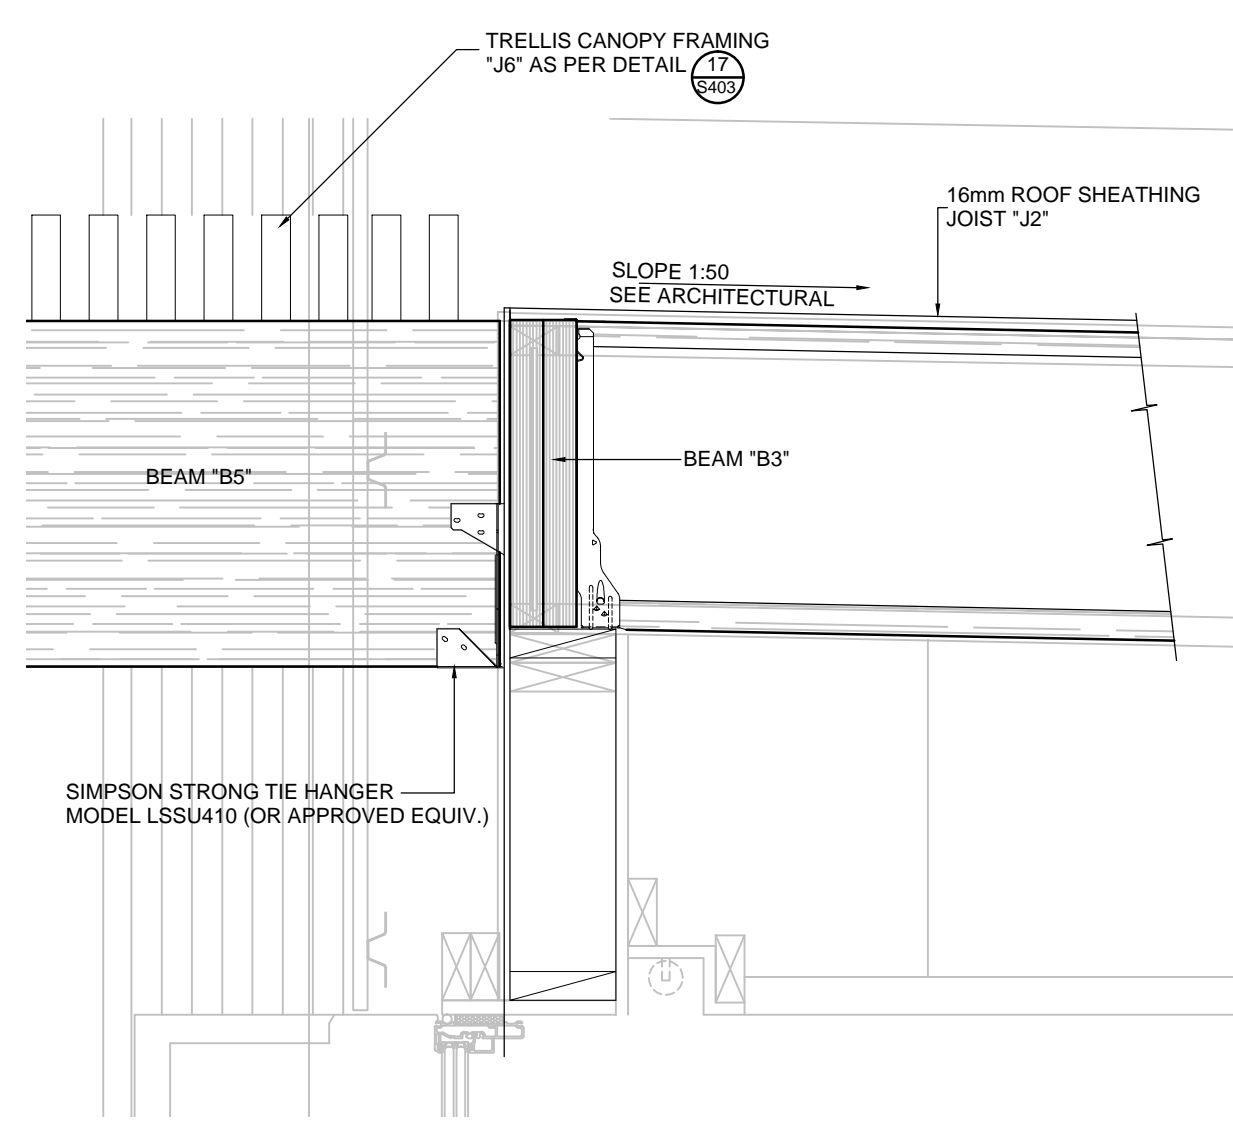 TRELLIS CANOPY FRAMING
"J6" AS PER DETAIL
17
S403
16mm ROOF SHEATHING
JOIST "J2"
SLOPE 1:50
SEE ARCHITECTURAL
BEAM "B3"
BEAM "B5"
SIMPSON STRONG TIE HANGER
MODEL LSSU410 (OR APPROVED EQUIV.)